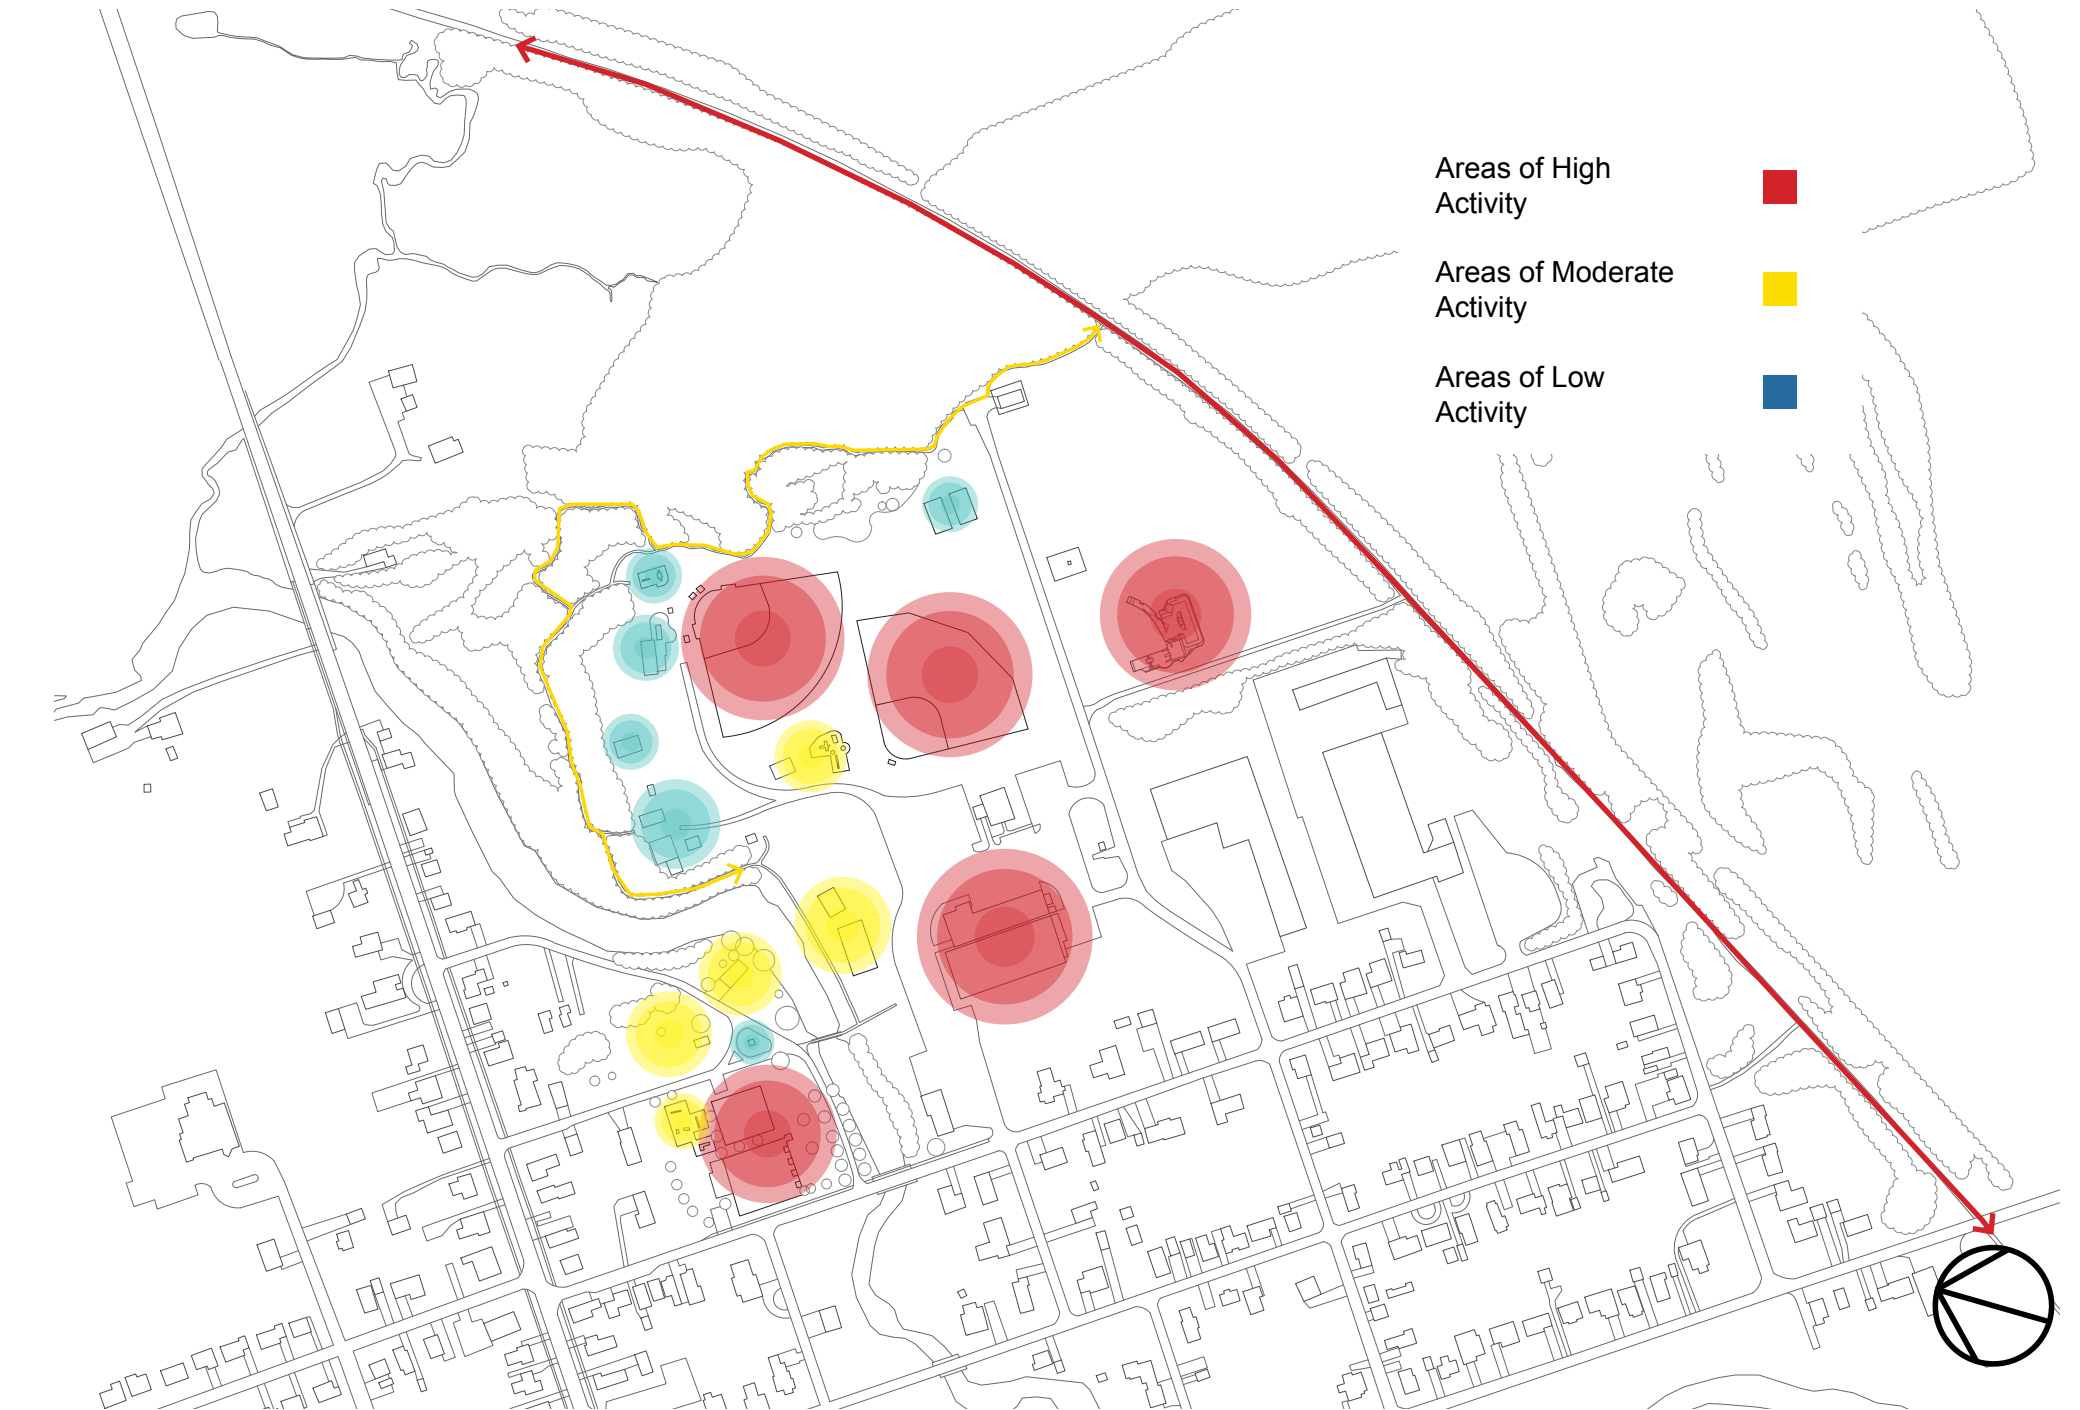 Areas of High
Activity
Areas of Moderate
Activity
Areas of Low
Activity